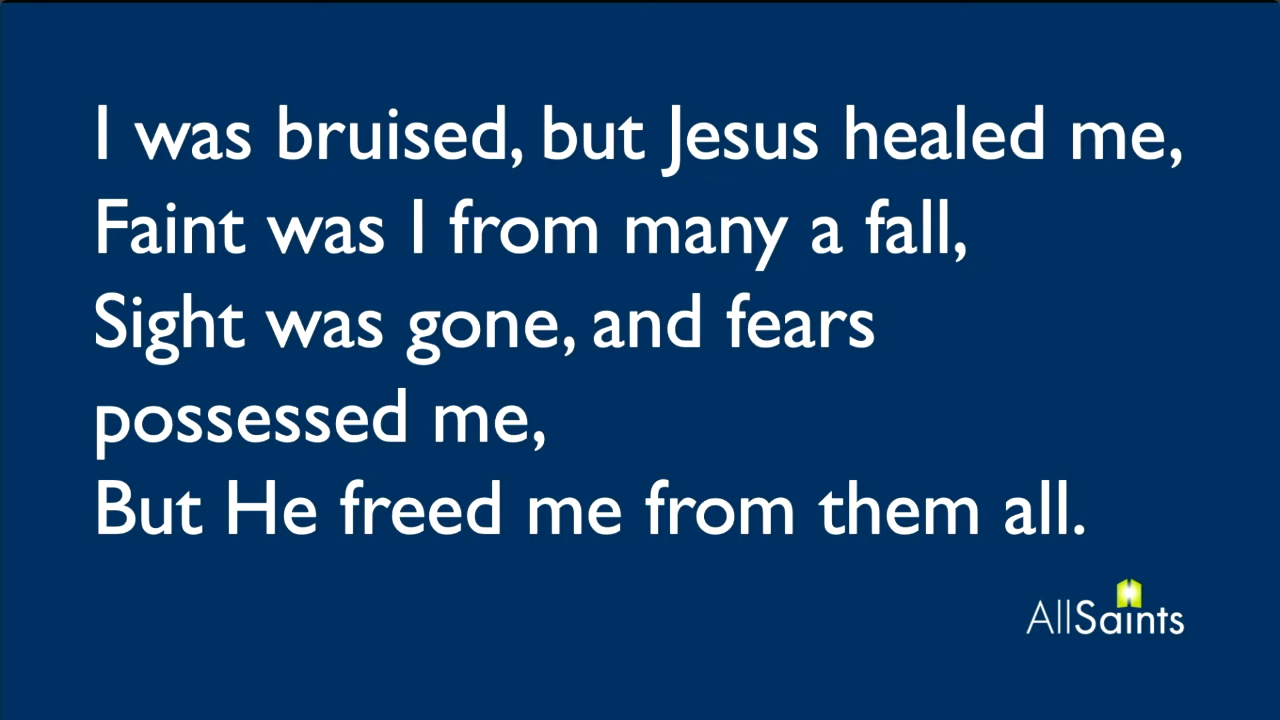 I was bruised, but Jesus healed me,
Faint was I from many a fall,
Sight was gone, and fears
possessed me,
But He freed me from them all.
AllSaints